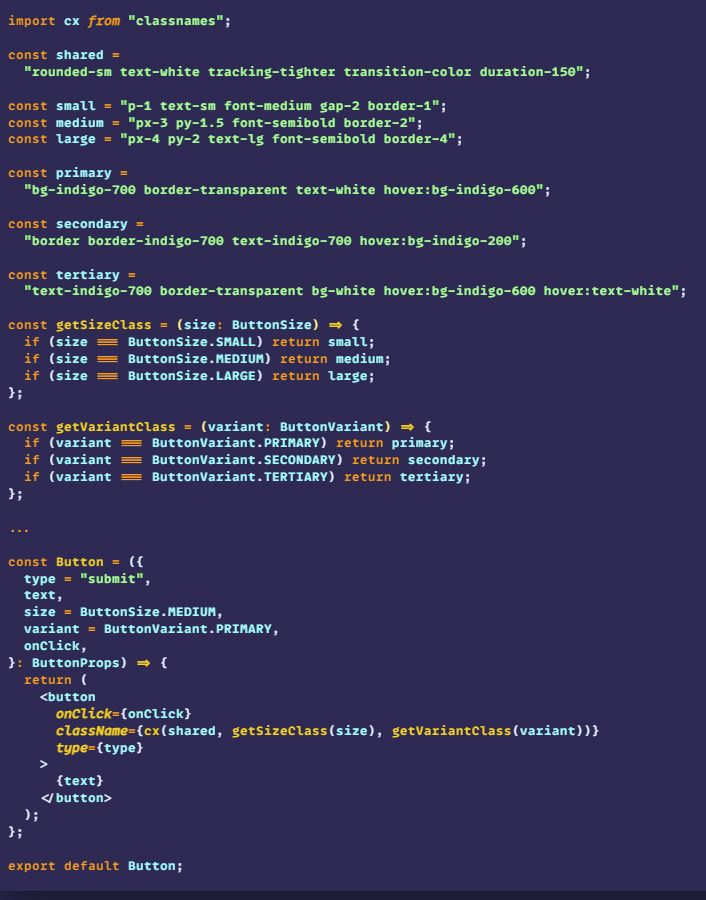 import cx from "classnames";
const shared =
"rounded-sm text-white tracking-tighter transition-color duration-150";
const small = "p-1 text-sm font-medium gap-2 border-1";
const medium = "px-3 py-1.5 font-semibold border-2";
const large = "px-4 py-2 text-lg font-semibold border-4";
const primary =
"bg-indigo-700 border-transparent text-white hover:bg-indigo-600";
const secondary =
"border border-indigo-700 text-indigo-700 hover:bg-indigo-200";
const tertiary =
"text-indigo-700 border-transparent bg-white hover:bg-indigo-600 hover:text-white";
const getSizeClass = (size: ButtonSize) => {
if (size === ButtonSize.SMALL) return small;
if (size === ButtonSize.MEDIUM) return medium;
if (size === ButtonSize.LARGE) return large;
};
const getVariantClass = (variant: ButtonVariant) => {
if (variant === ButtonVariant.PRIMARY) return primary;
if (variant === ButtonVariant.SECONDARY) return secondary;
if (variant === ButtonVariant.TERTIARY) return tertiary;
};
...
const Button = ({
type = "submit",
text,
size = ButtonSize.MEDIUM,
variant = ButtonVariant.PRIMARY,
onClick,
}: ButtonProps) => {
return (
<button
onClick={onClick}
className={cx(shared, getSizeClass(size), getVariantClass(variant))}
type={type}
>
{text}
</button>
);
};
export default Button;